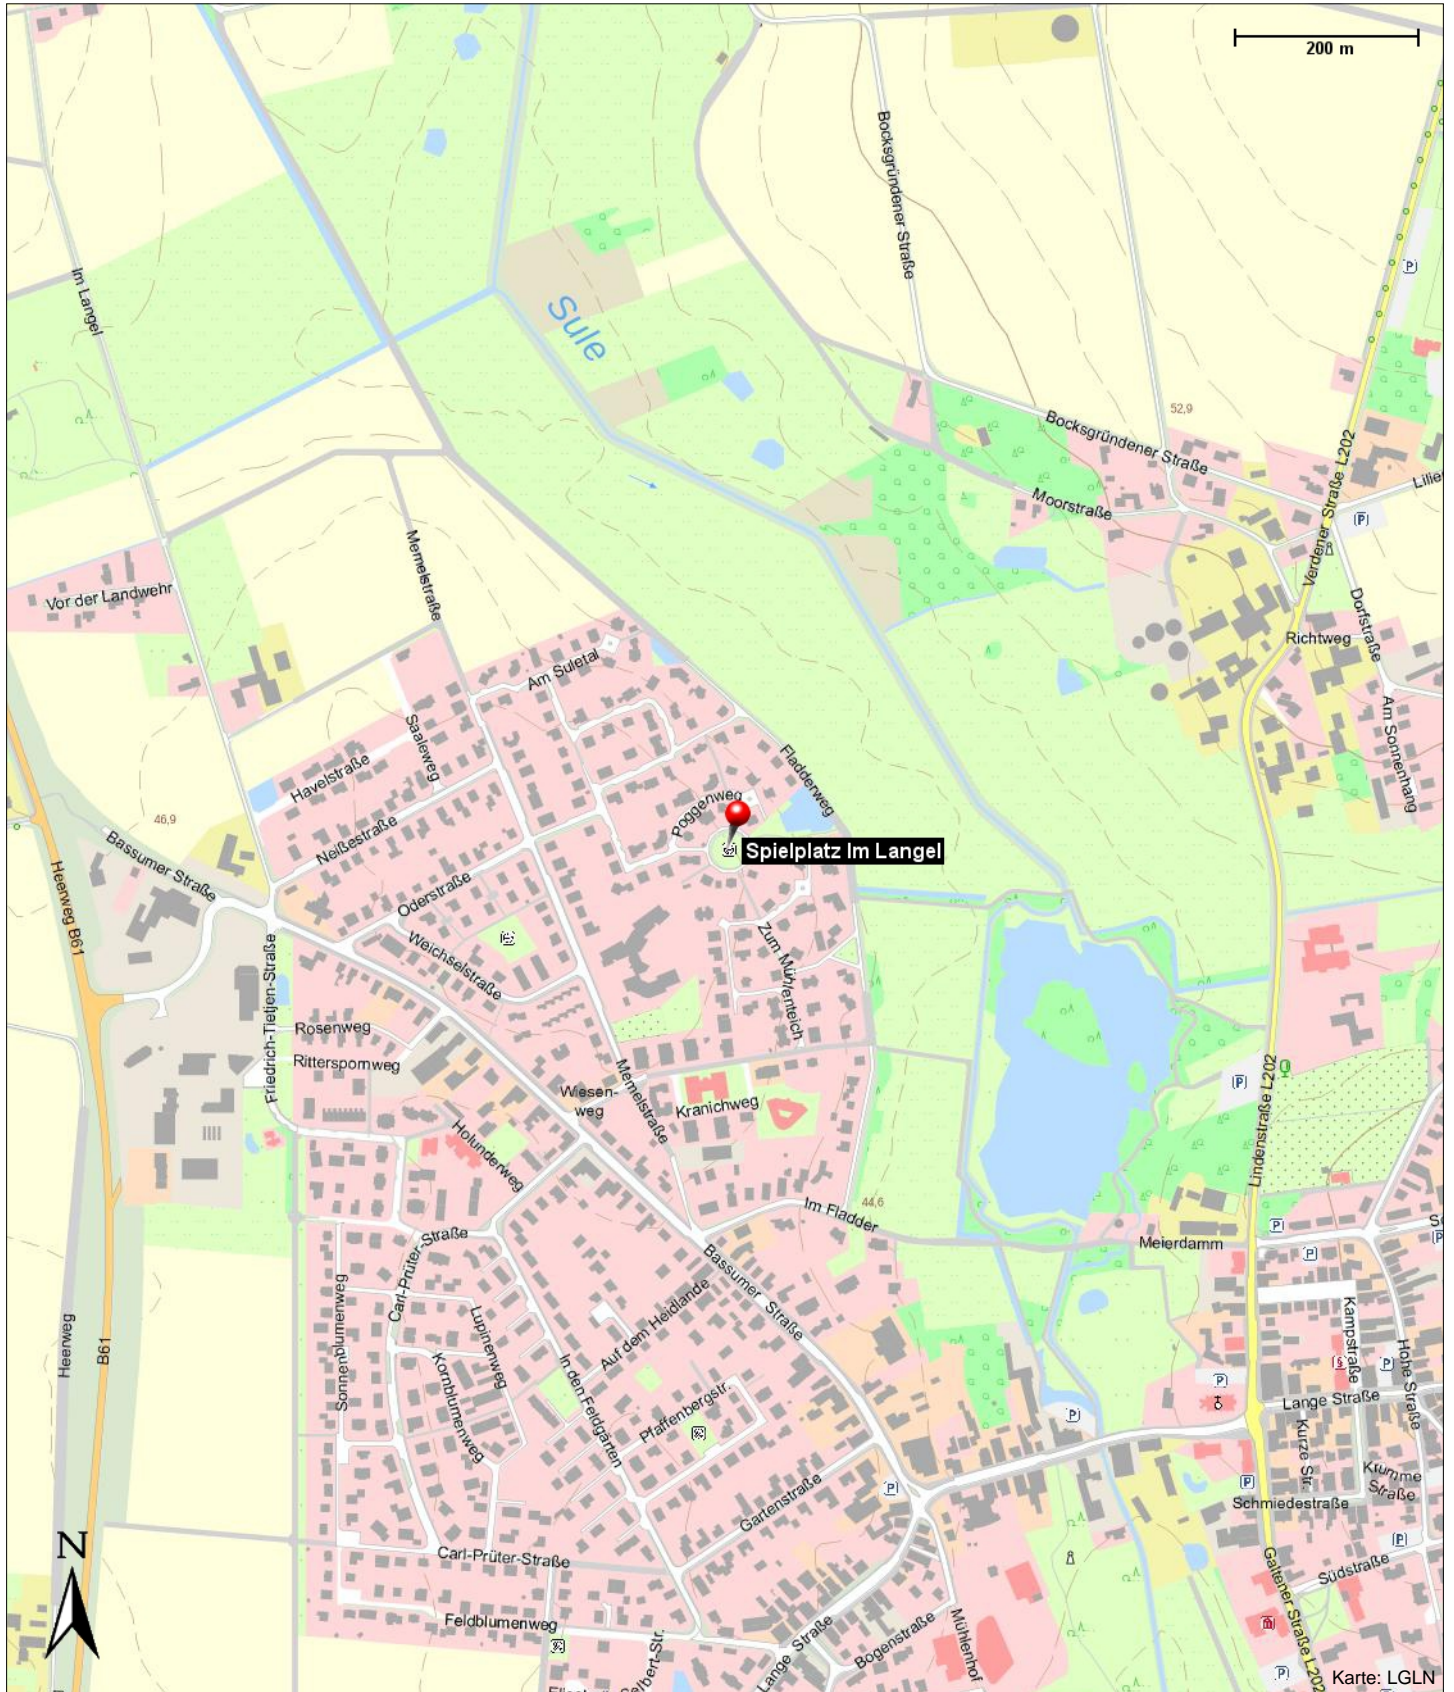 200 m
Bocksgründener Straße
Im Langel
Sule
52,9
Bocksgründener Straße
Verdener Straße L202
Moorstraße
Memelstraße
Vor der Landwehr
Dorfstraße
Richtweg
Am Suletal
Am Sonnenhang
Saaleweg
Havelstraße
Fladderweg
Poggenweg
46,9
Neißestraße
Bassumer Straße
Spielplatz Im Langel
Heerweg B61
Oderstraße
Weichselstraße
Zum Mühlenteich
Friedrich-Tietjen-Straße
Rosenweg
Ritterspornweg
Wiesen-
weg
Memelstraße
Kranichweg
Lindenstraße L202
Holunderweg
44,6
Im Fladder
Carl-Prüter-Straße
Meierdamm
Bassumer Straße
Sonnenblumenweg
Lupinenweg
Auf dem Heidlande
Kornblumenweg
In den Feldgärten
Pfaffenbergstr.
Heerweg
B61
Kampstraße
Hohe Straße
Lange Straße
Kurze Str.
Krumme
Straße
Gartenstraße
Schmiedestraße
N
Carl-Prüter-Straße
Südstraße
Galtener Straße L202
Feldblumenweg
Lange Straße
Bogenstraße
Mühlenhof
Karte: LGLN